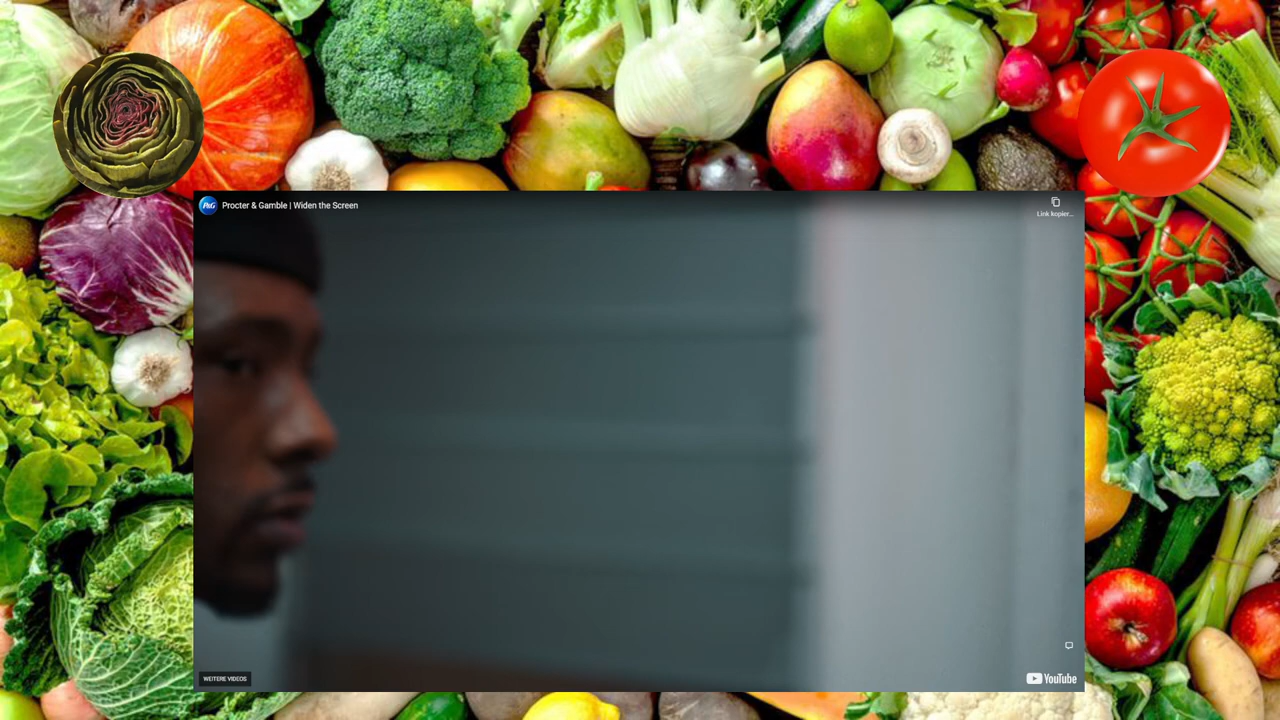 P&G
Procter & Gamble | Widen the Screen
Link kopier...
WEITERE VIDEOS
YouTube